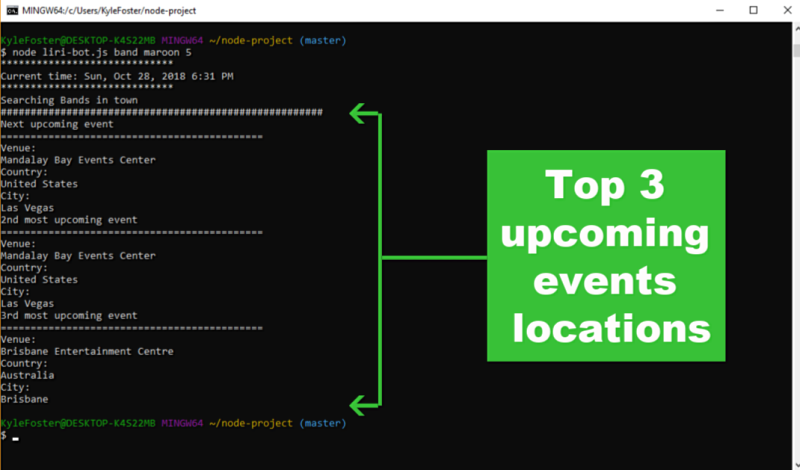 MINGW64:/c/Users/KyleFoster/node-project
KyleFoster@DESKTOP-K4S22MB MINGW64 ~/node-project (master)
$ node liri-bot.js band maroon 5
*****************************
Current time: Sun, Oct 28, 2018 6:31 PM
*****************************
Searching Bands in town
######################################################
Next upcoming event
============================================
Venue:
Mandalay Bay Events Center
Country:
United States
City:
Las Vegas
2nd most upcoming event
============================================
Venue:
Mandalay Bay Events Center
Country:
United States
City:
Las Vegas
3rd most upcoming event
============================================
Venue:
Brisbane Entertainment Centre
Country:
Australia
City:
Brisbane
KyleFoster@DESKTOP-K4S22MB MINGW64 ~/node-project (master)
$
Top 3
upcoming
events
locations